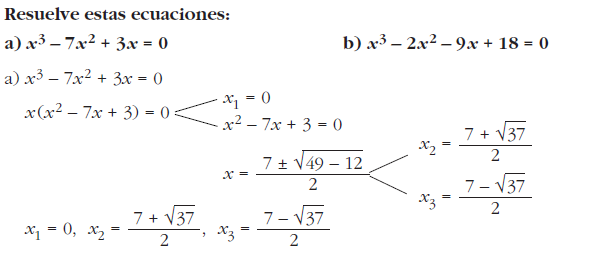 Resuelve estas ecuaciones:
a) x³ – 7x² + 3x = 0 b) x³ – 2x² – 9x + 18 = 0
a) x³ – 7x² + 3x = 0
x(x² – 7x + 3) = 0
x₁ = 0
x² – 7x + 3 = 0
x = (7 ± √(49 – 12))/2
x₂ = (7 + √37)/2
x₃ = (7 – √37)/2
x₁ = 0, x₂ = (7 + √37)/2, x₃ = (7 – √37)/2